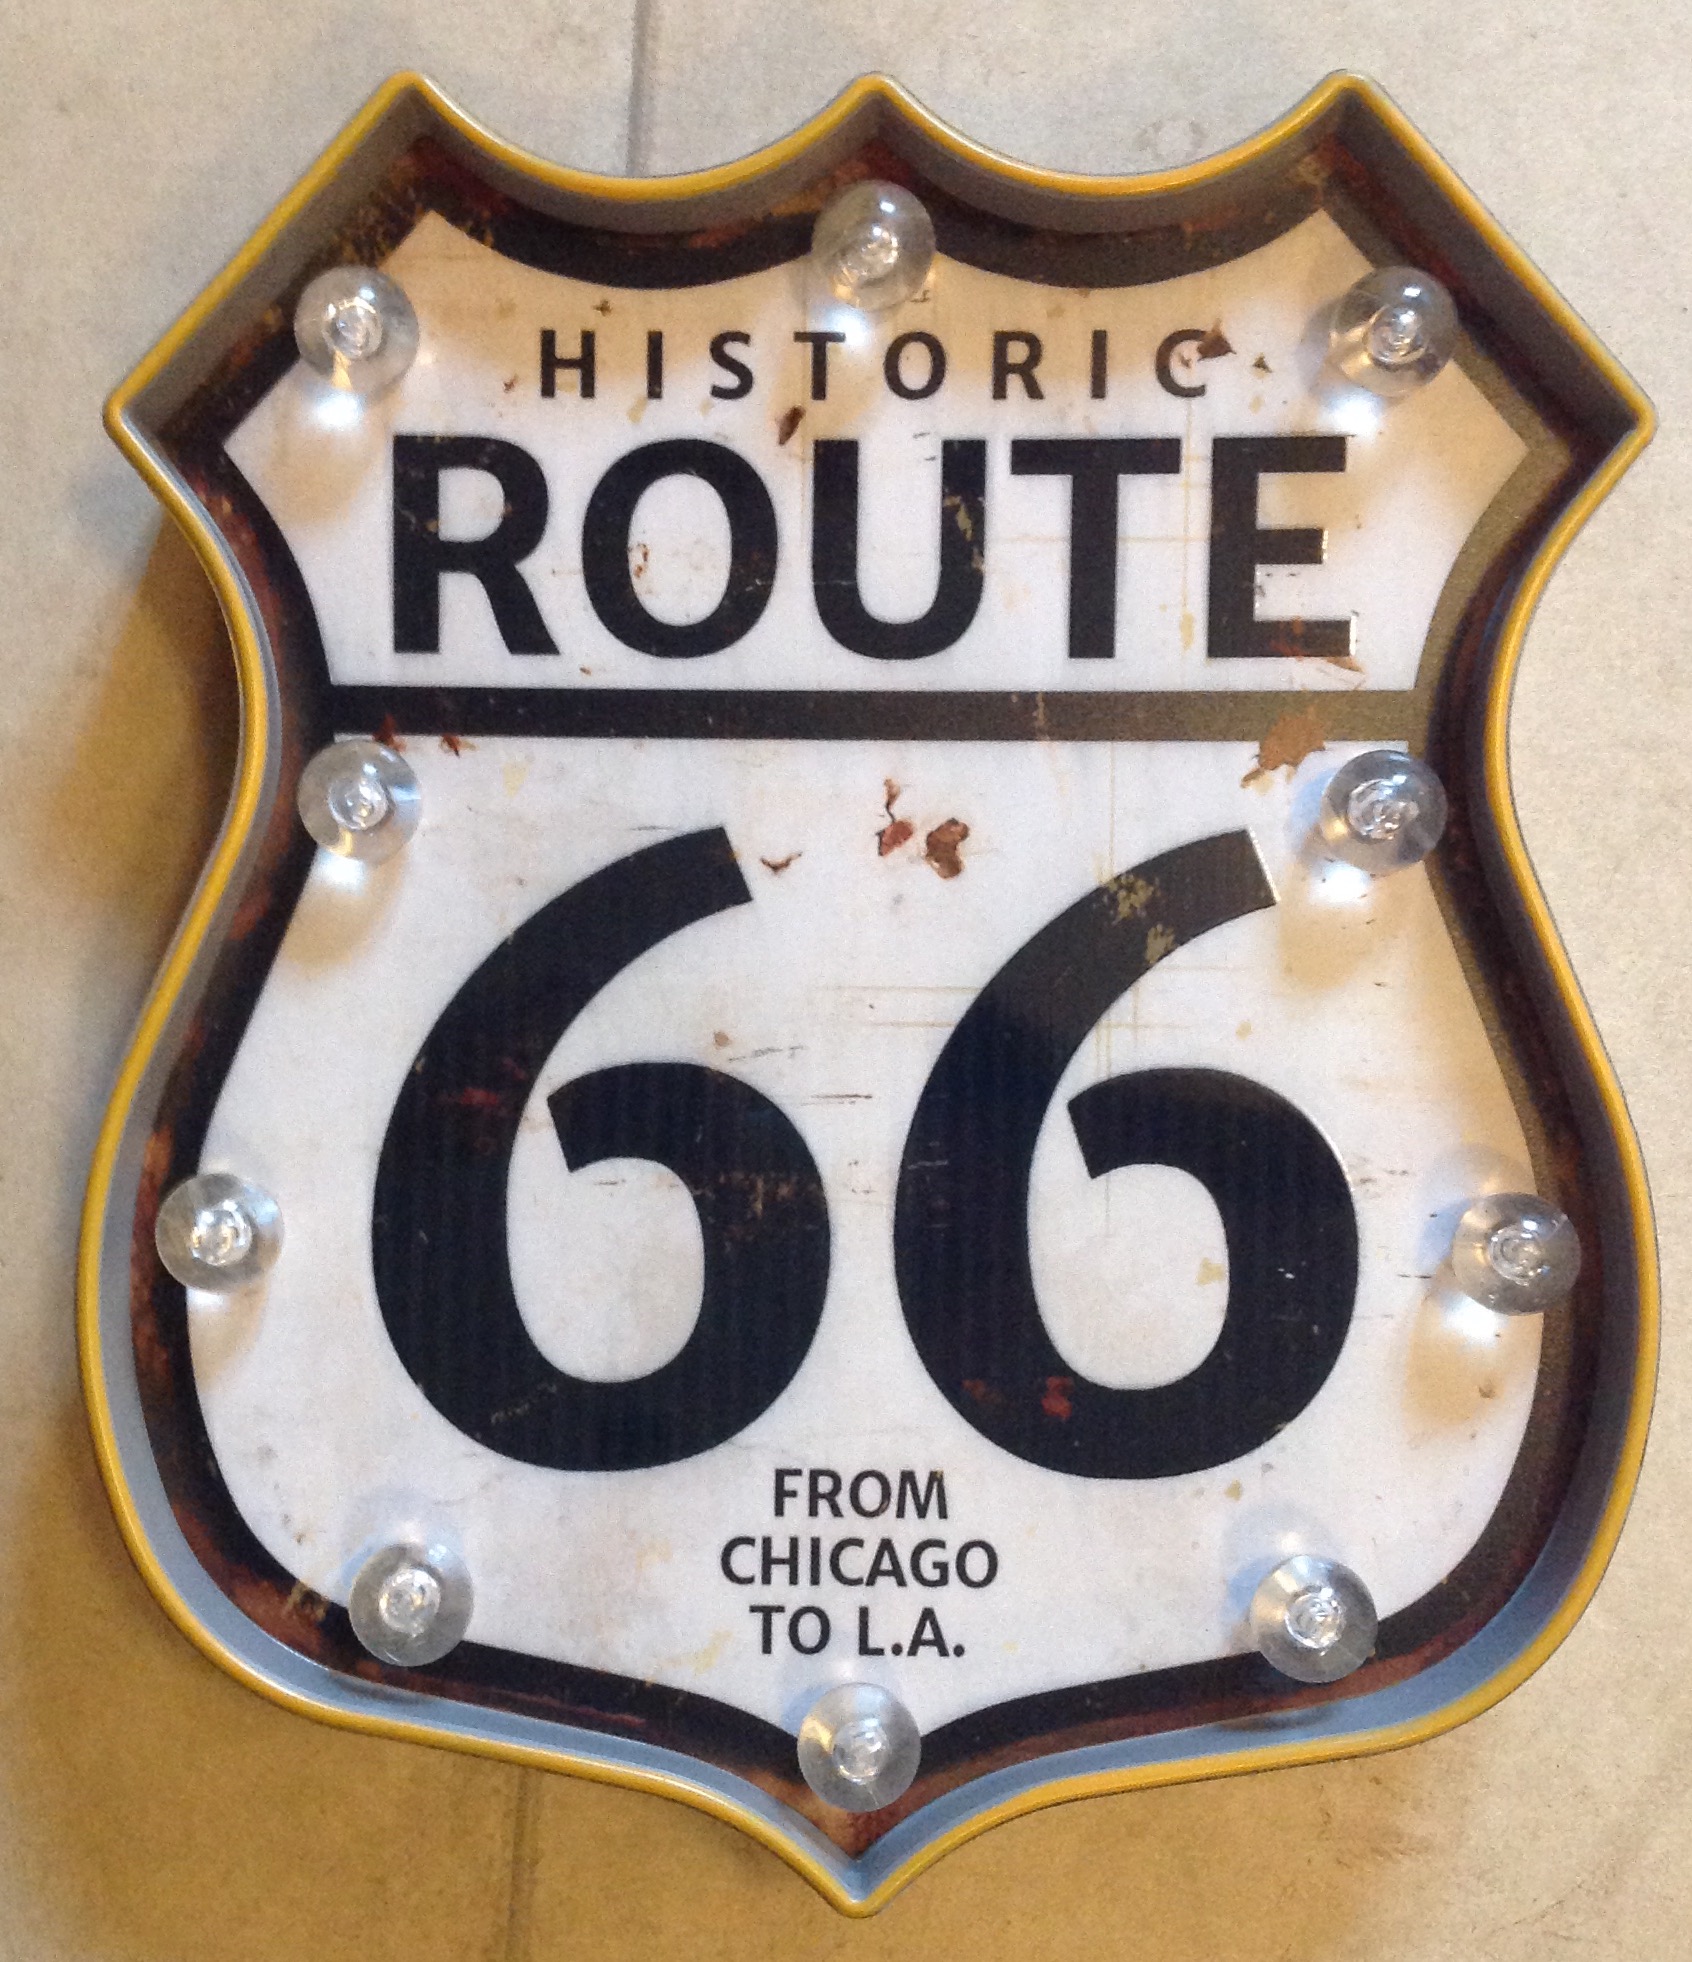 HISTORIC
ROUTE
66
FROM
CHICAGO
TO L.A.